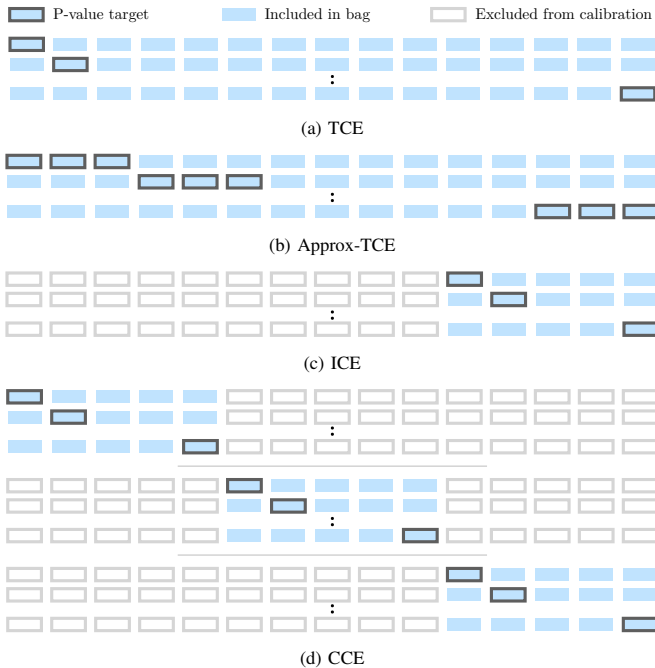 P-value target Included in bag Excluded from calibration
(a) TCE
(b) Approx-TCE
(c) ICE
(d) CCE